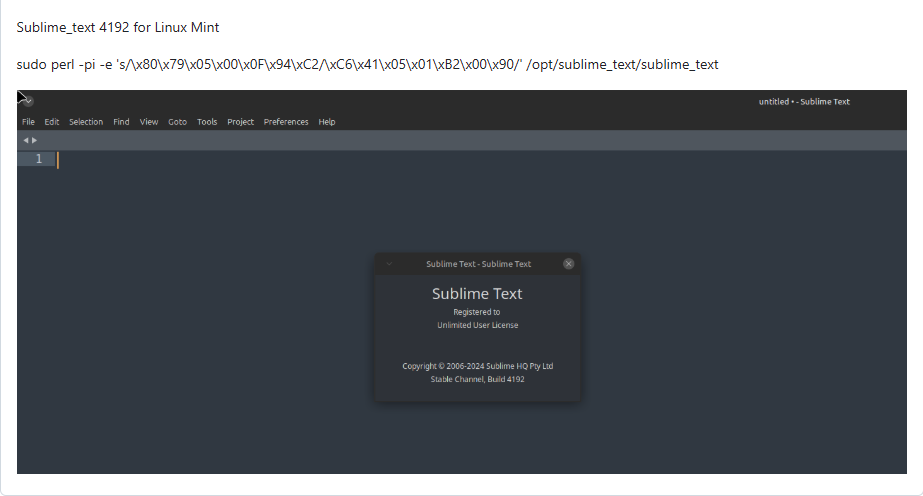 Sublime_text 4192 for Linux Mint
sudo perl -pi -e 's/\x80\x79\x05\x00\x0F\x94\xC2/\xC6\x41\x05\x01\xB2\x00\x90/' /opt/sublime_text/sublime_text
untitled • - Sublime Text
File Edit Selection Find View Goto Tools Project Preferences Help
1
Sublime Text - Sublime Text
Sublime Text
Registered to
Unlimited User License
Copyright © 2006-2024 Sublime HQ Pty Ltd
Stable Channel, Build 4192